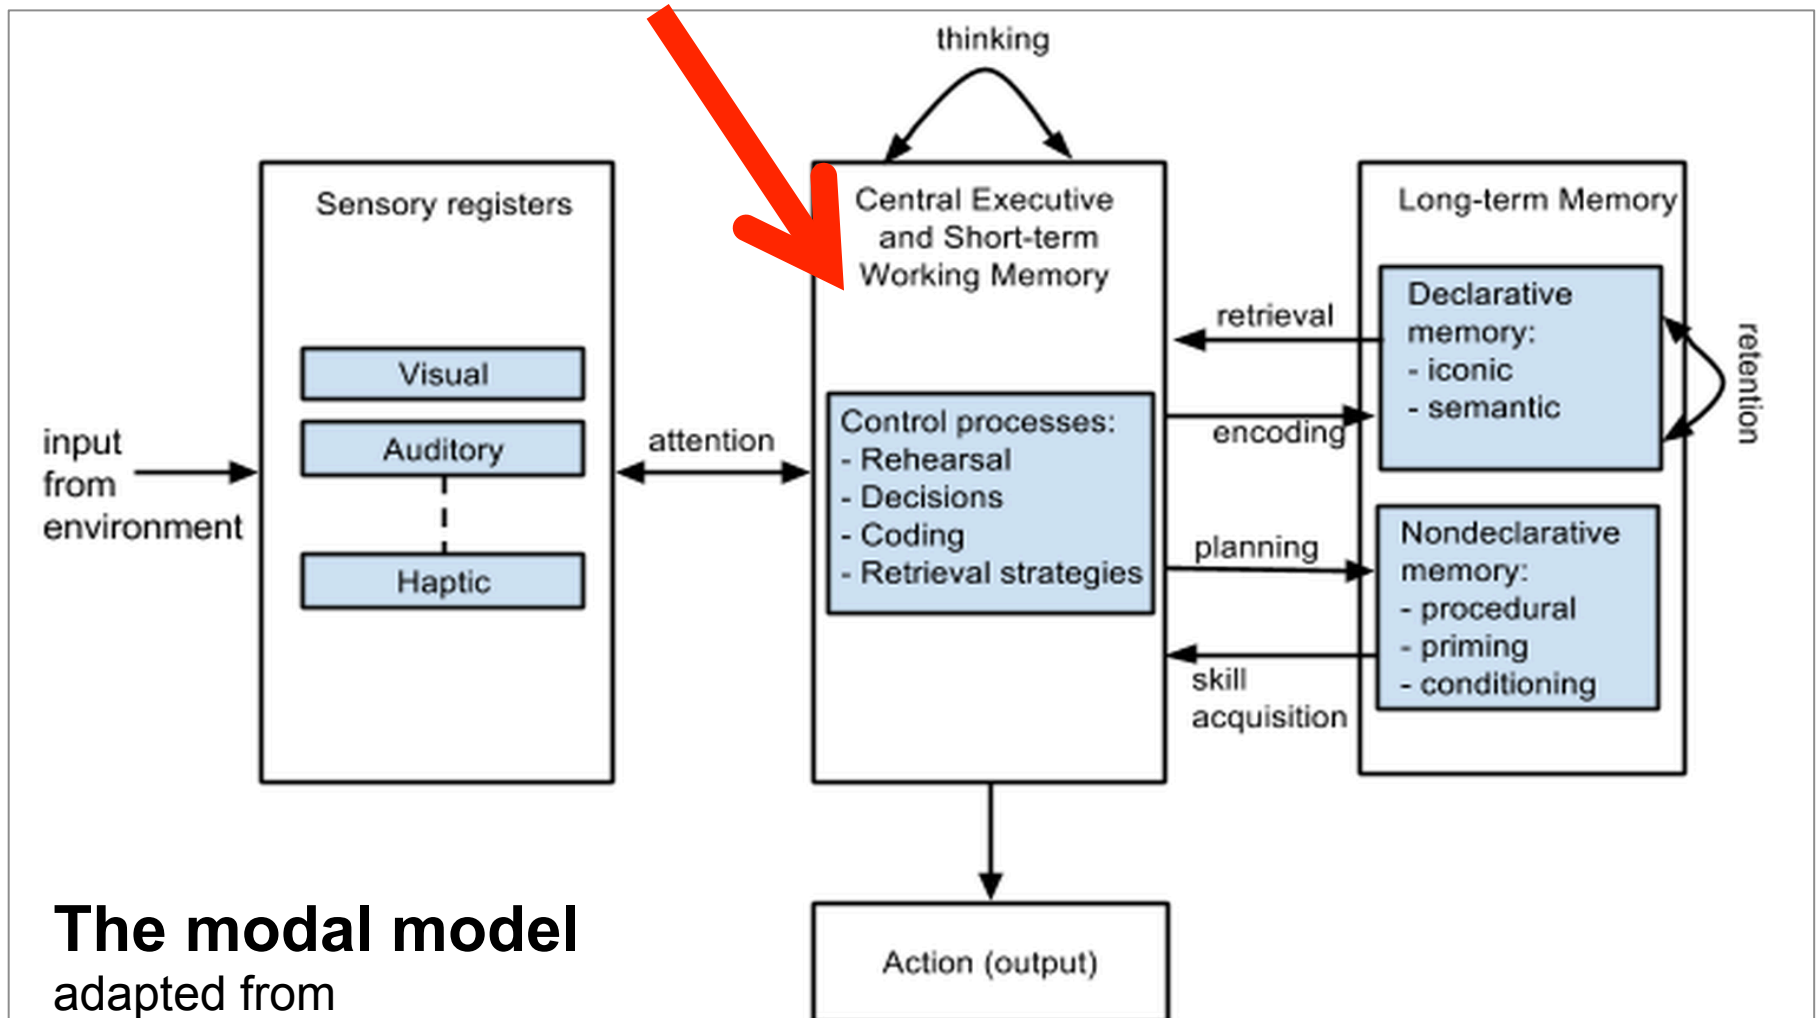 thinking
Sensory registers
Visual
Auditory
Haptic
input
from
environment
attention
Central Executive
and Short-term
Working Memory
Control processes:
- Rehearsal
- Decisions
- Coding
- Retrieval strategies
retrieval
encoding
planning
skill
acquisition
Long-term Memory
Declarative
memory:
- iconic
- semantic
retention
Nondeclarative
memory:
- procedural
- priming
- conditioning
Action (output)
The modal model
adapted from